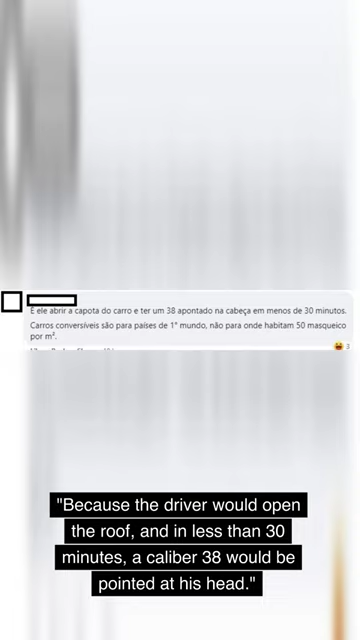 E ele abrir a capota do carro e ter um 38 apontado na cabeça em menos de 30 minutos.
Carros conversíveis são para países de 1° mundo, não para onde habitam 50 masqueico
por m².
3
"Because the driver would open
the roof, and in less than 30
minutes, a caliber 38 would be
pointed at his head."